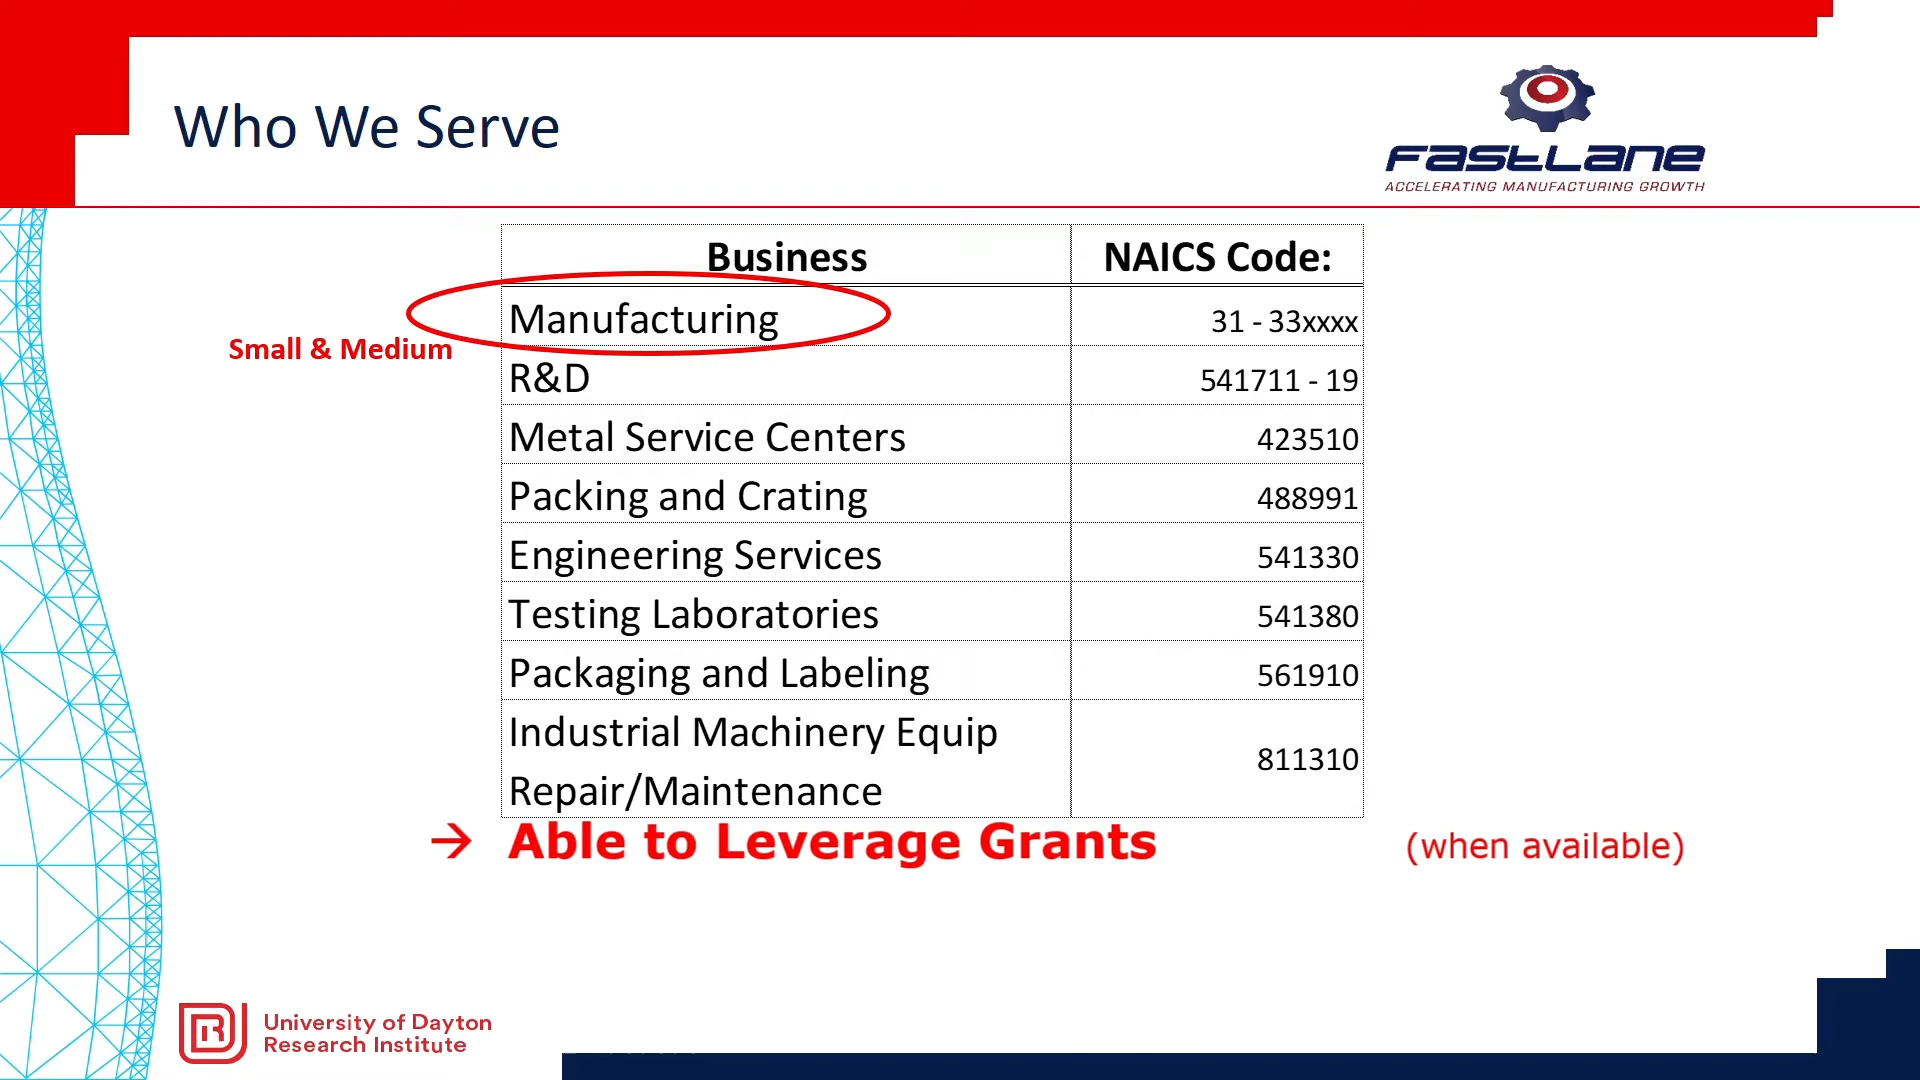 Who We Serve
FASTLANE
ACCELERATING MANUFACTURING GROWTH
Business NAICS Code:
Manufacturing 31 - 33xxxx
Small & Medium
R&D 541711 - 19
Metal Service Centers 423510
Packing and Crating 488991
Engineering Services 541330
Testing Laboratories 541380
Packaging and Labeling 561910
Industrial Machinery Equip
Repair/Maintenance 811310
→ Able to Leverage Grants (when available)
University of Dayton
Research Institute